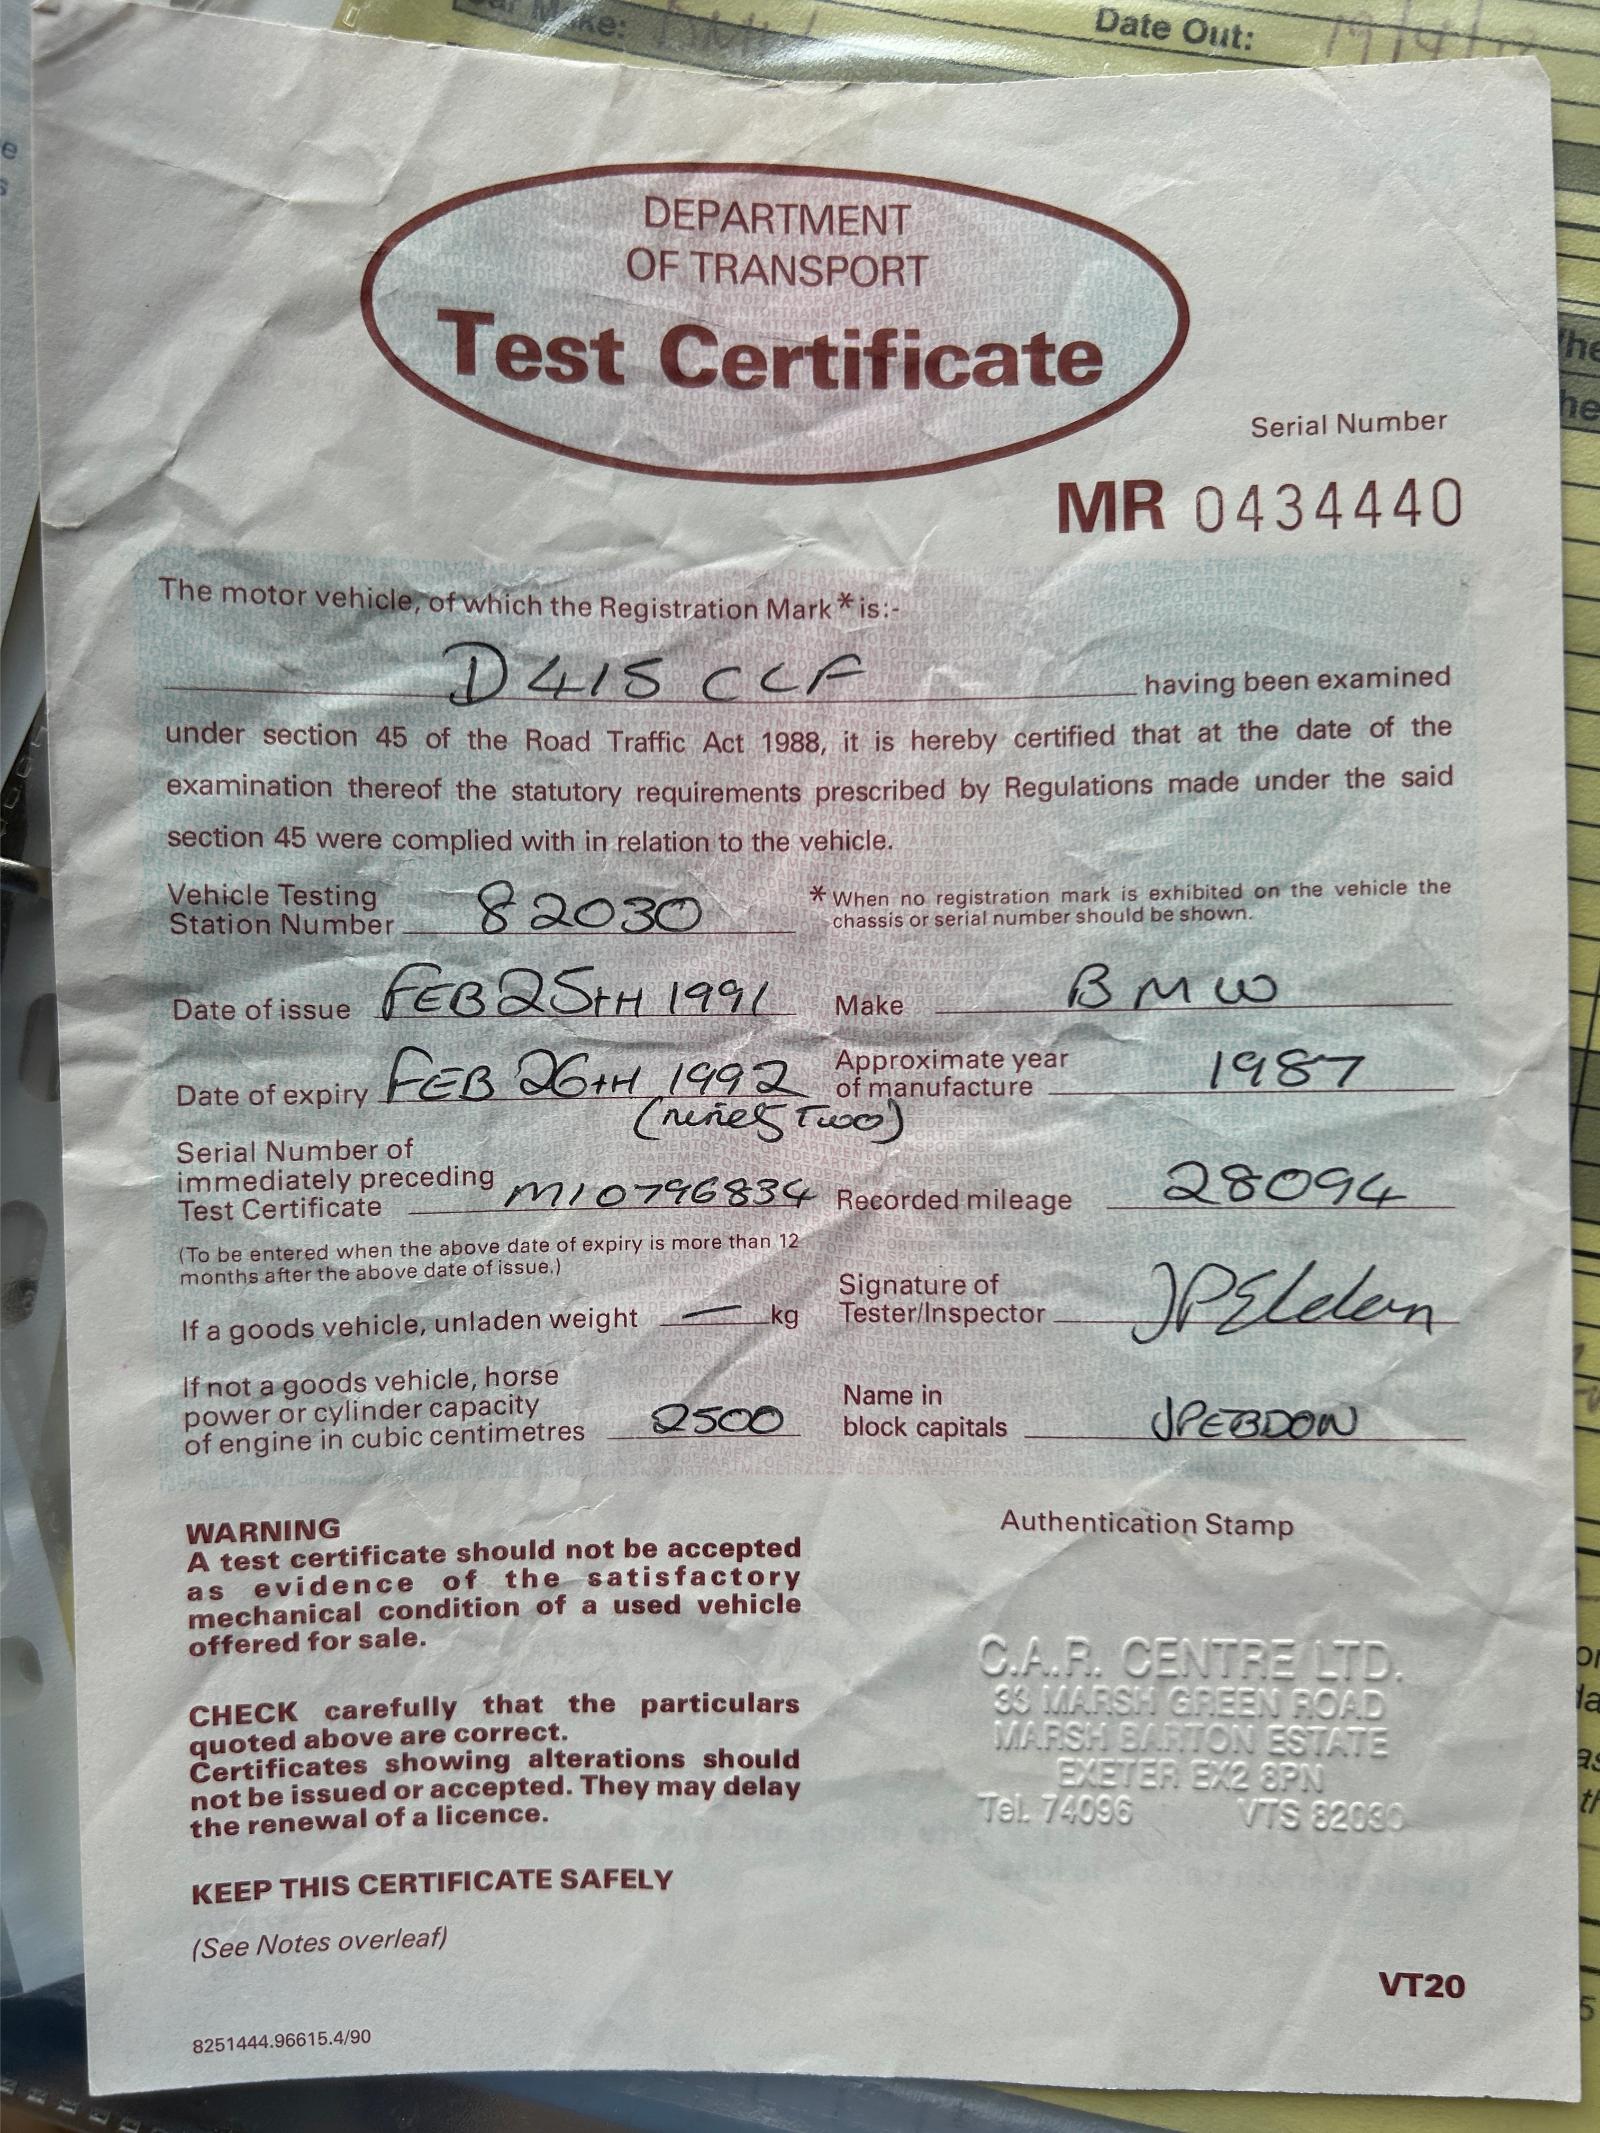 Car Make: BMW
Date Out: 19/4/
DEPARTMENT
OF TRANSPORT
Test Certificate
Serial Number
MR 0434440
The motor vehicle, of which the Registration Mark * is:-
D415 CCF having been examined
under section 45 of the Road Traffic Act 1988, it is hereby certified that at the date of the
examination thereof the statutory requirements prescribed by Regulations made under the said
section 45 were complied with in relation to the vehicle.
Vehicle Testing
Station Number 82030
* When no registration mark is exhibited on the vehicle the
chassis or serial number should be shown.
Date of issue FEB 25TH 1991
Make BMW
Date of expiry FEB 26TH 1992
(ninety Two)
Approximate year
of manufacture 1987
Serial Number of
immediately preceding
Test Certificate M10796834
Recorded mileage 28094
(To be entered when the above date of expiry is more than 12
months after the above date of issue.)
Signature of
Tester/Inspector
If a goods vehicle, unladen weight — kg
If not a goods vehicle, horse
power or cylinder capacity
of engine in cubic centimetres 2500
Name in
block capitals JPEBDON
WARNING
A test certificate should not be accepted
as evidence of the satisfactory
mechanical condition of a used vehicle
offered for sale.
CHECK carefully that the particulars
quoted above are correct.
Certificates showing alterations should
not be issued or accepted. They may delay
the renewal of a licence.
KEEP THIS CERTIFICATE SAFELY
(See Notes overleaf)
8251444.96615.4/90
Authentication Stamp
C.A.R. CENTRE LTD.
33 MARSH GREEN ROAD
MARSH BARTON ESTATE
EXETER EX2 8PN
Tel. 74096 VTS 82030
VT20